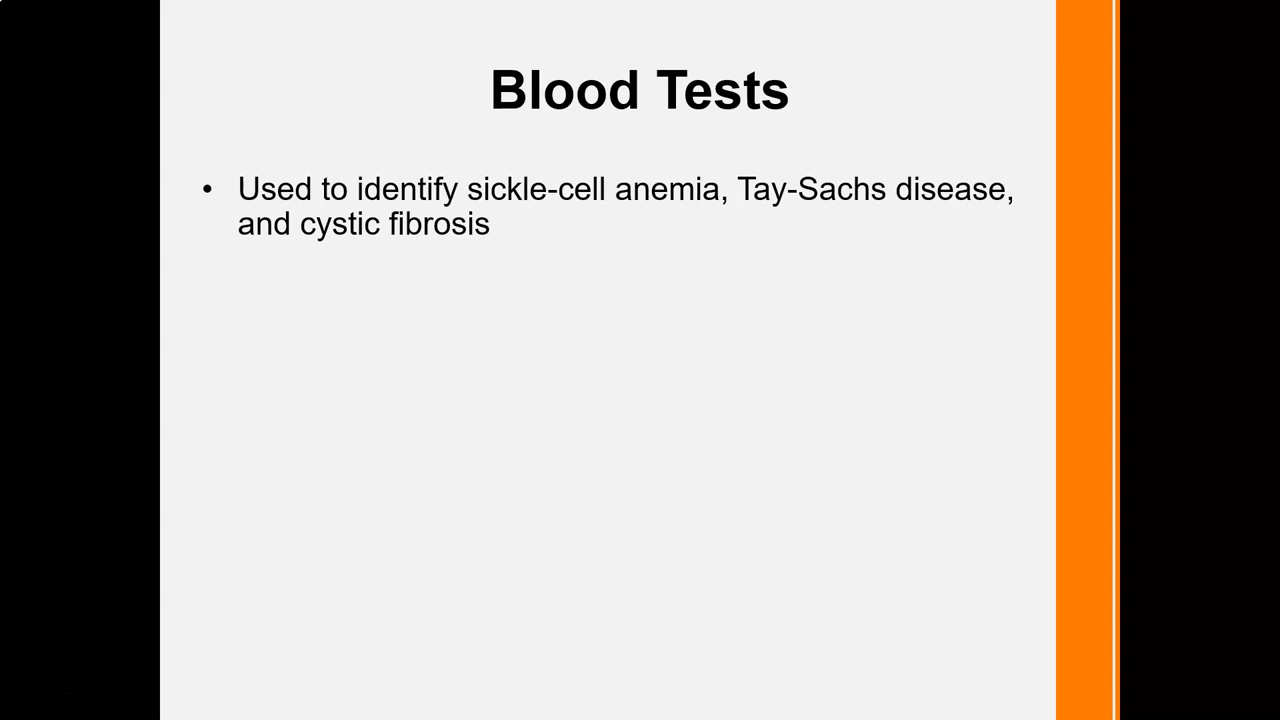 Blood Tests
• Used to identify sickle-cell anemia, Tay-Sachs disease,
and cystic fibrosis